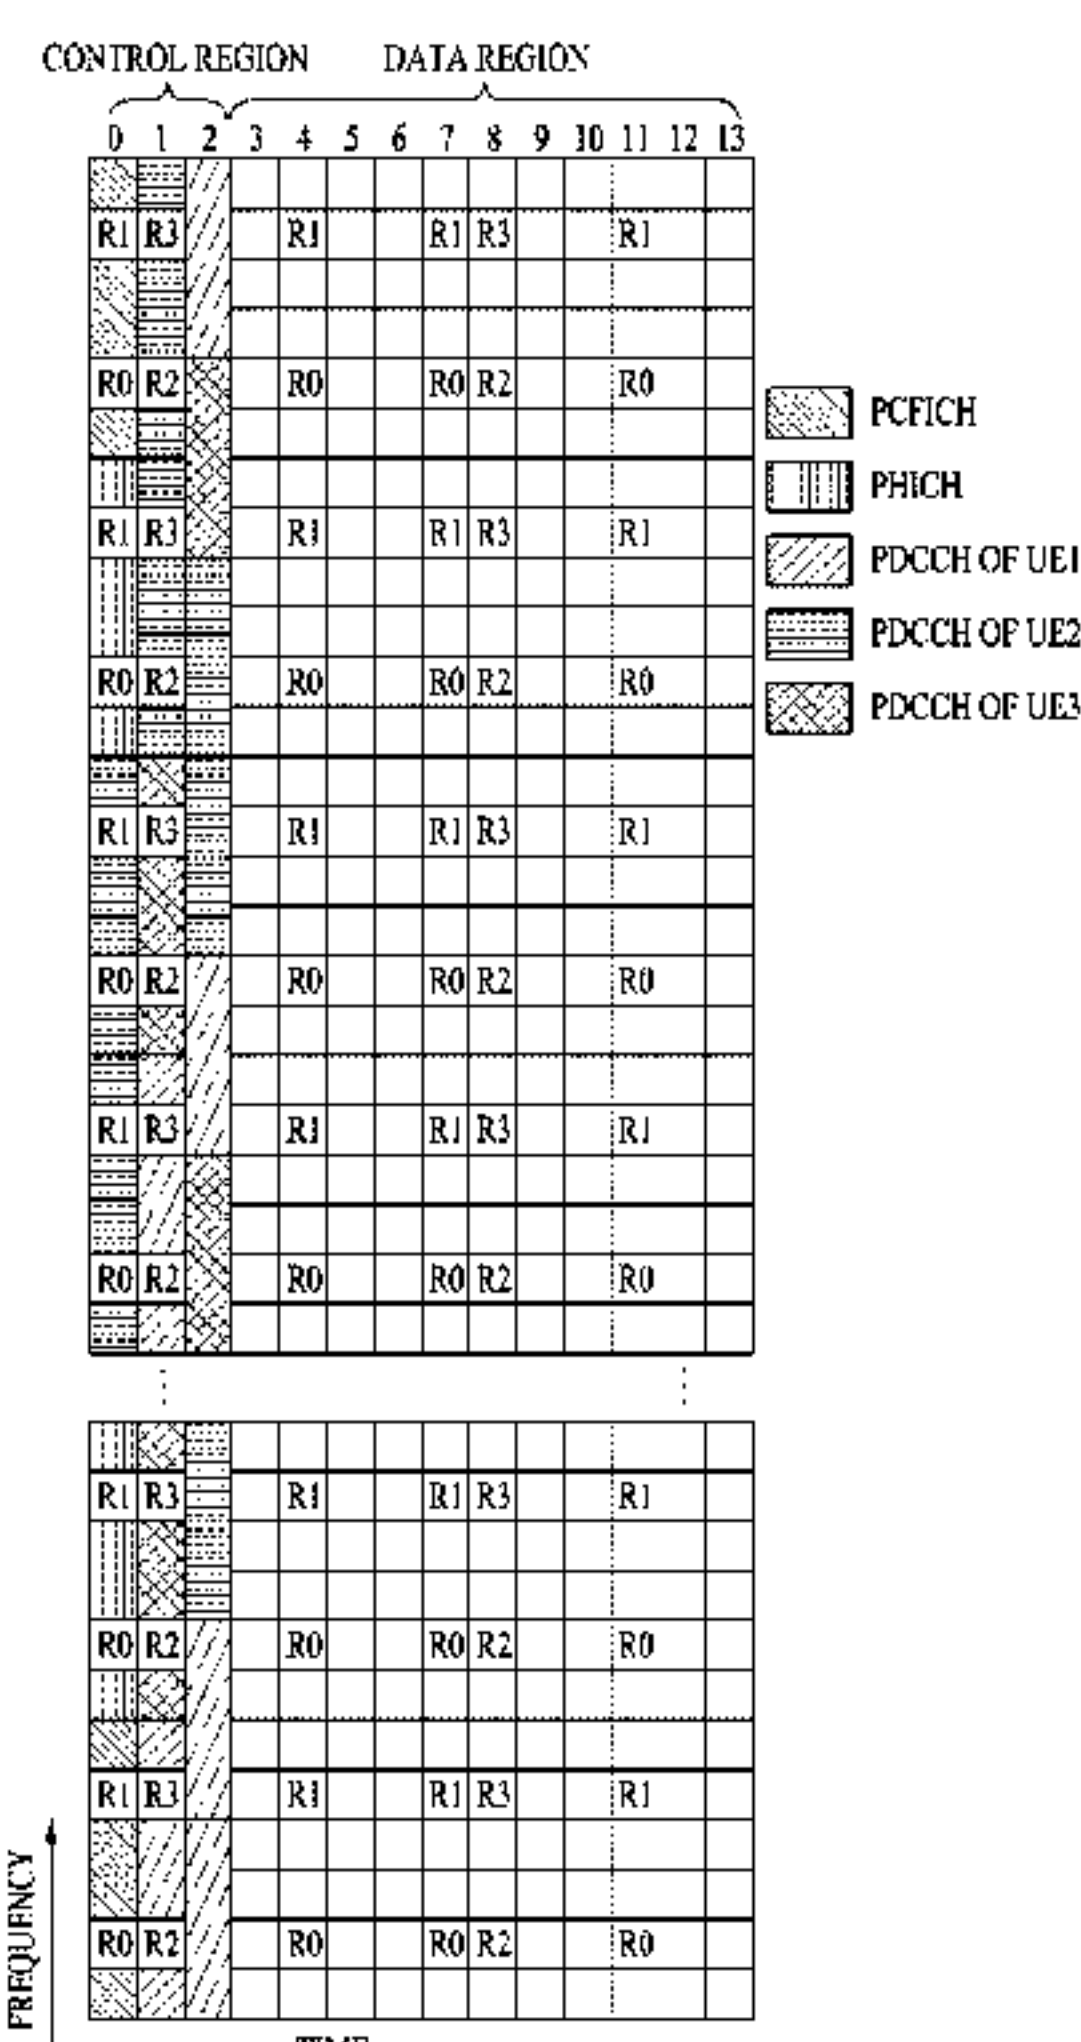 CONTROL REGION DATA REGION
0 1 2 3 4 5 6 7 8 9 10 11 12 13
R1 R3 R1 R1 R3 R1
R0 R2 R0 R0 R2 R0
PCFICH
PHICH
R1 R3 R1 R1 R3 R1
PDCCH OF UE1
PDCCH OF UE2
R0 R2 R0 R0 R2 R0
PDCCH OF UE3
R1 R3 R1 R1 R3 R1
R0 R2 R0 R0 R2 R0
R1 R3 R1 R1 R3 R1
R0 R2 R0 R0 R2 R0
R1 R3 R1 R1 R3 R1
R0 R2 R0 R0 R2 R0
R1 R3 R1 R1 R3 R1
R0 R2 R0 R0 R2 R0
FREQUENCY
TIME